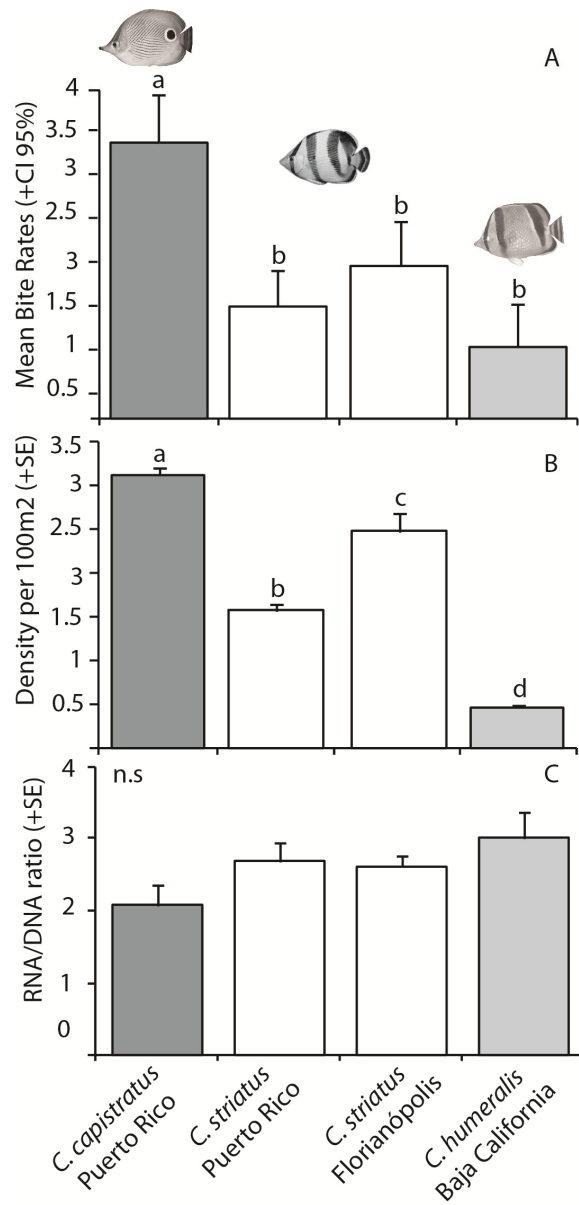 A
Mean Bite Rates (+CI 95%)
4
3.5
3
2.5
3
1.5
1
0.5
a
b
b
b
B
Density per 100m2 (+SE)
3.5
3
2.5
3
1.5
1
0.5
a
b
c
d
C
n.s
RNA/DNA ratio (+SE)
4
3
2
1
0
C. capistratus
Puerto Rico
C. striatus
Puerto Rico
C. striatus
Florianópolis
C. humeralis
Baja California